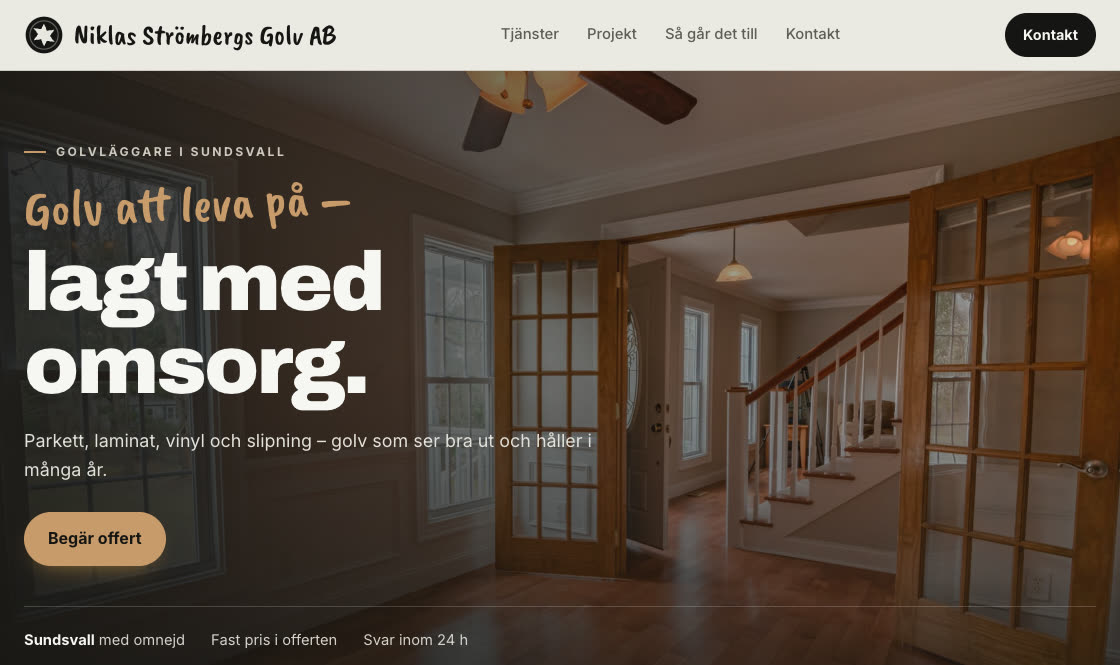 Niklas Strömbergs Golv AB
Tjänster
Projekt
Så går det till
Kontakt
Kontakt
GOLVLÄGGARE I SUNDSVALL
Golv att leva på –
lagt med
omsorg.
Parkett, laminat, vinyl och slipning – golv som ser bra ut och håller i
många år.
Begär offert
Sundsvall med omnejd
Fast pris i offerten
Svar inom 24 h